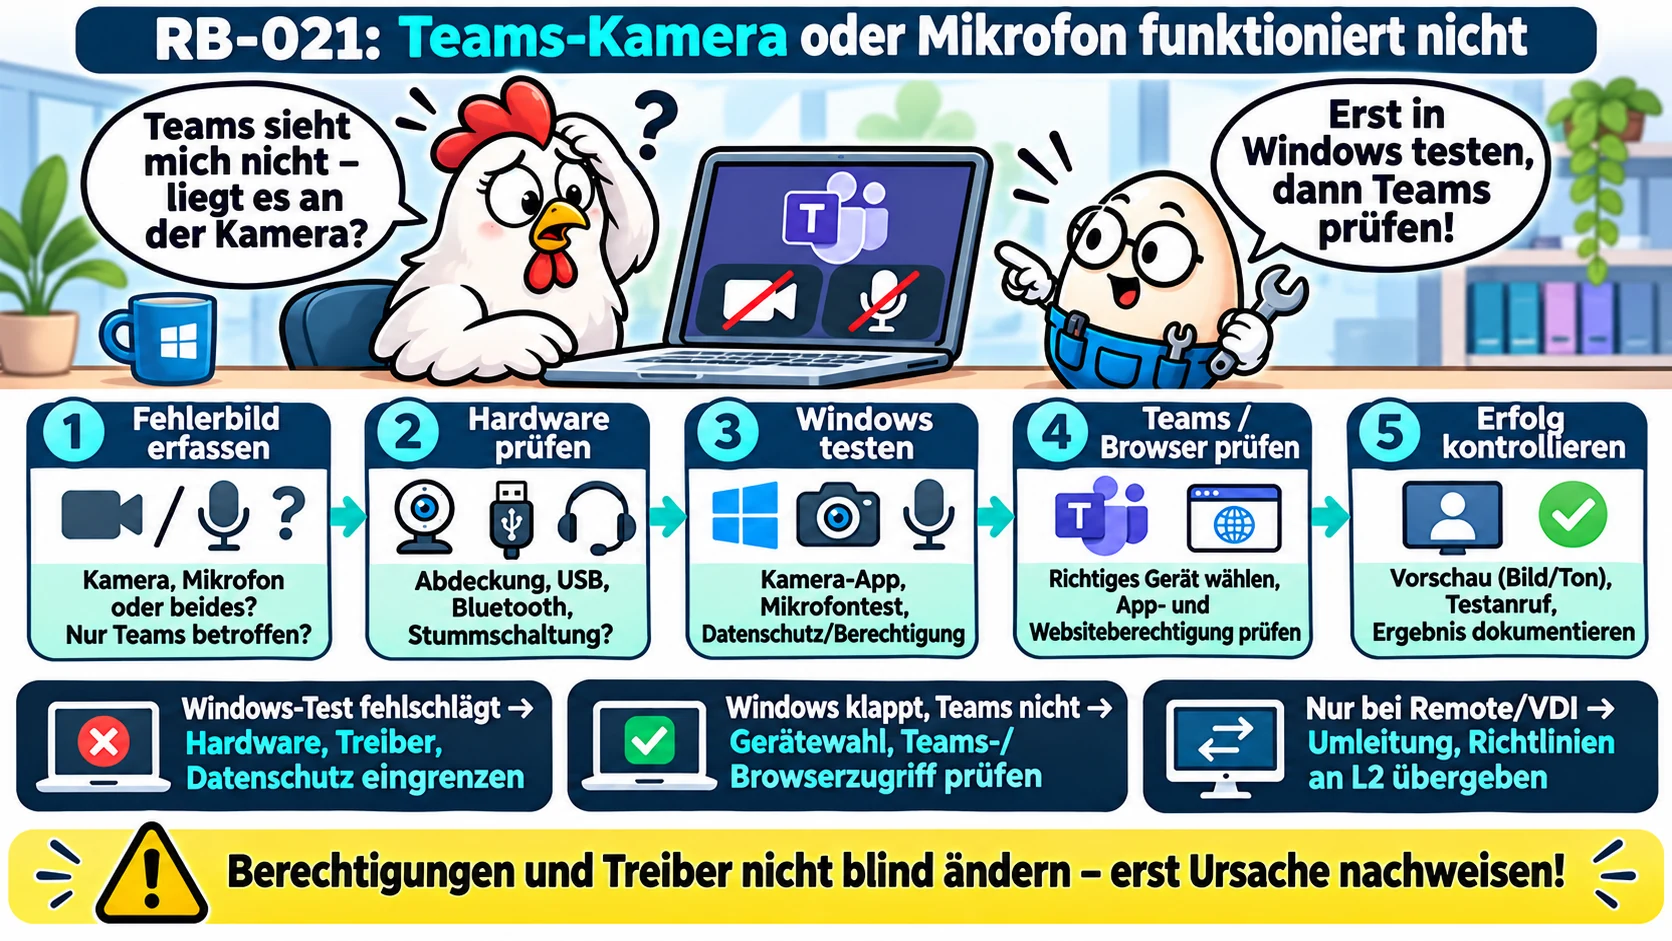 RB-021: Teams-Kamera oder Mikrofon funktioniert nicht
Teams sieht
mich nicht –
liegt es an
der Kamera?
?
Erst in
Windows testen,
dann Teams
prüfen!
T
1 Fehlerbild
erfassen
/ ?
Kamera, Mikrofon
oder beides?
Nur Teams betroffen?
2 Hardware
prüfen
Abdeckung, USB,
Bluetooth,
Stummschaltung?
3 Windows
testen
Kamera-App,
Mikrofontest,
Datenschutz/Berechtigung
4 Teams /
Browser prüfen
T
Richtiges Gerät wählen,
App- und
Websiteberechtigung prüfen
5 Erfolg
kontrollieren
Vorschau (Bild/Ton),
Testanruf,
Ergebnis dokumentieren
Windows-Test fehlschlägt →
Hardware, Treiber,
Datenschutz eingrenzen
Windows klappt, Teams nicht →
Gerätewahl, Teams-/
Browserzugriff prüfen
Nur bei Remote/VDI →
Umleitung, Richtlinien
an L2 übergeben
Berechtigungen und Treiber nicht blind ändern – erst Ursache nachweisen!